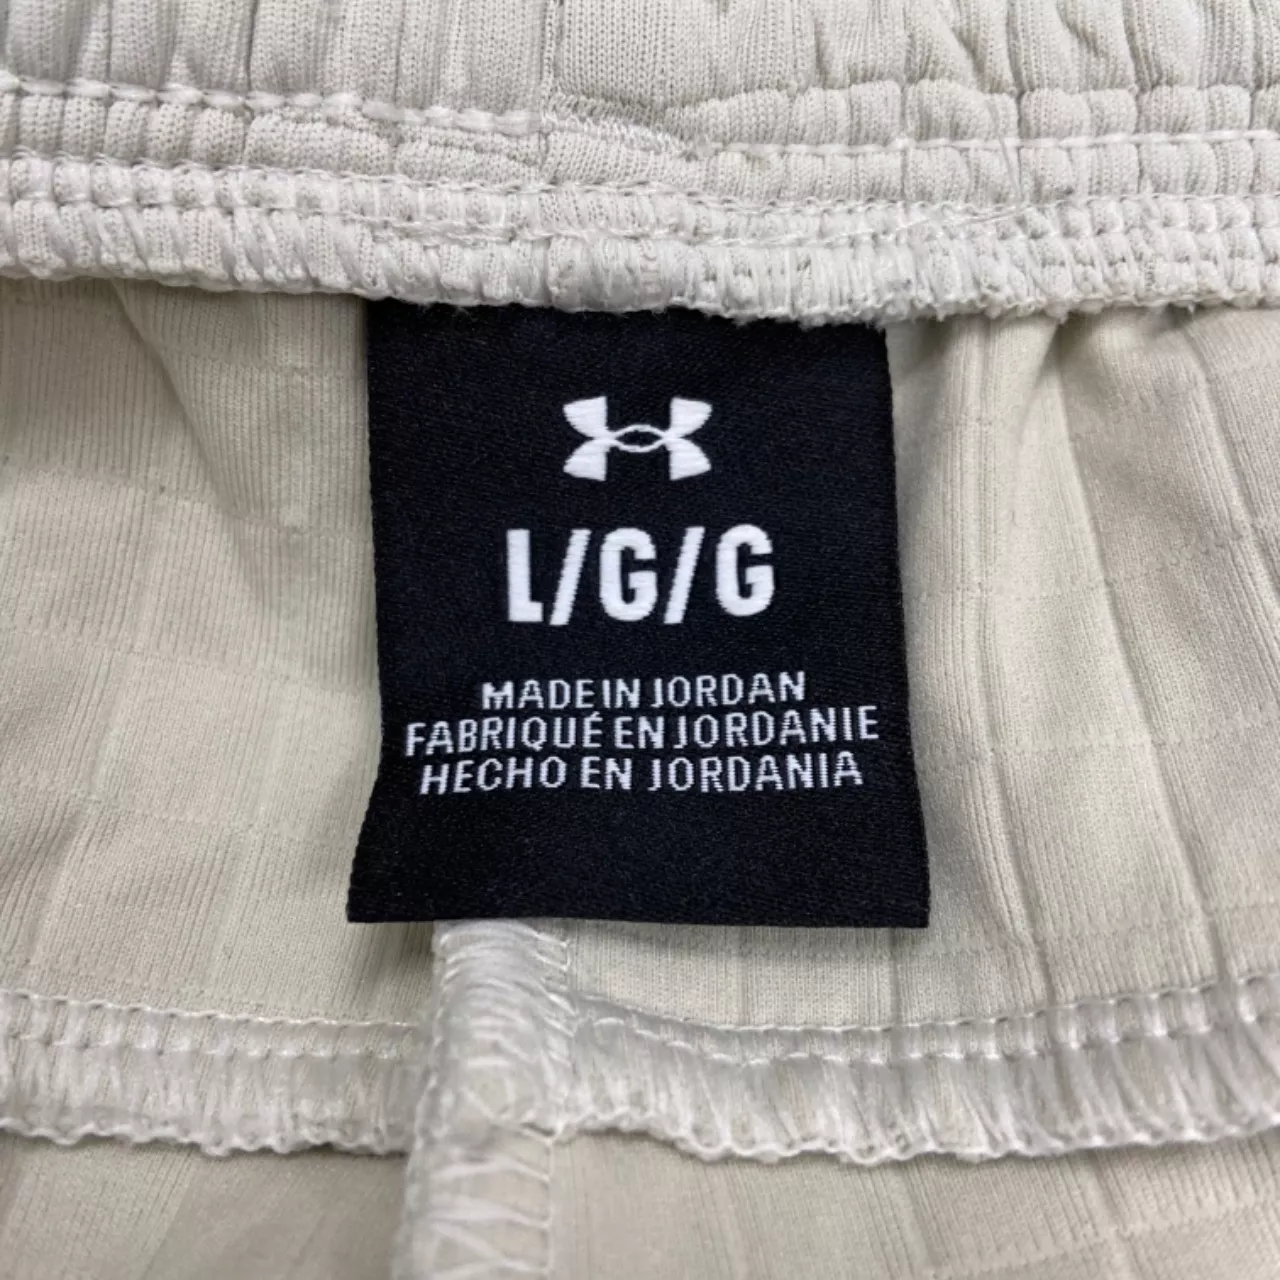 L/G/G
MADE IN JORDAN
FABRIQUÉ EN JORDANIE
HECHO EN JORDANIA